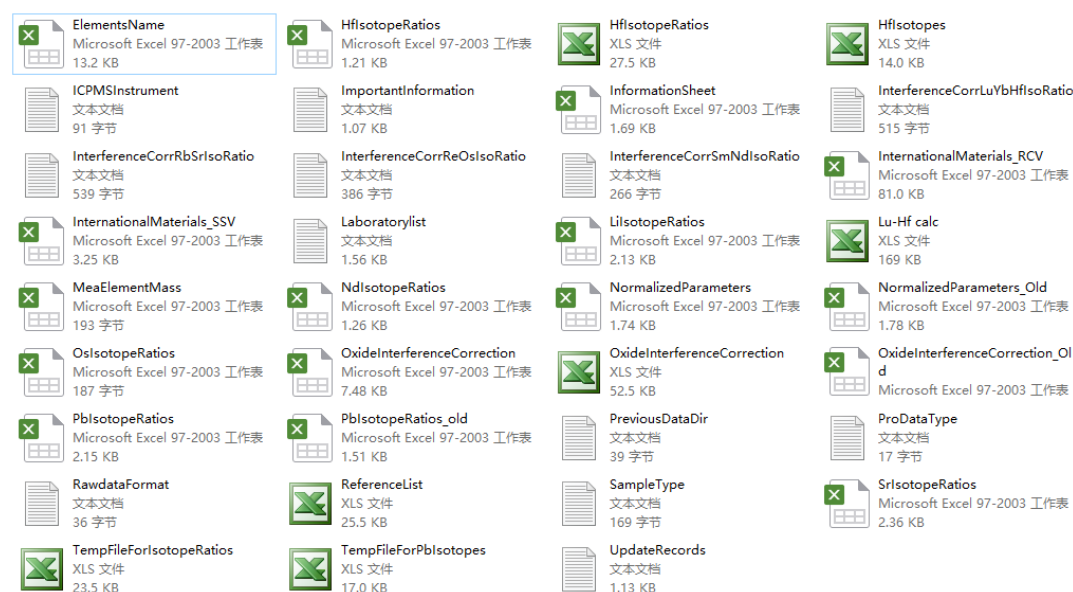 ElementsName
Microsoft Excel 97-2003 工作表
13.2 KB
HfIsotopeRatios
Microsoft Excel 97-2003 工作表
1.21 KB
HfIsotopeRatios
XLS 文件
27.5 KB
HfIsotopes
XLS 文件
14.0 KB
ICPMSInstrument
文本文档
91 字节
ImportantInformation
文本文档
1.07 KB
InformationSheet
Microsoft Excel 97-2003 工作表
1.69 KB
InterferenceCorrLuYbHfIsoRatio
文本文档
515 字节
InterferenceCorrRbSrIsoRatio
文本文档
539 字节
InterferenceCorrReOsIsoRatio
文本文档
386 字节
InterferenceCorrSmNdIsoRatio
文本文档
266 字节
InternationalMaterials_RCV
Microsoft Excel 97-2003 工作表
81.0 KB
InternationalMaterials_SSV
Microsoft Excel 97-2003 工作表
3.25 KB
Laboratorylist
文本文档
1.56 KB
LiIsotopeRatios
Microsoft Excel 97-2003 工作表
2.13 KB
Lu-Hf calc
XLS 文件
169 KB
MeaElementMass
Microsoft Excel 97-2003 工作表
193 字节
NdIsotopeRatios
Microsoft Excel 97-2003 工作表
1.26 KB
NormalizedParameters
Microsoft Excel 97-2003 工作表
1.74 KB
NormalizedParameters_Old
Microsoft Excel 97-2003 工作表
1.78 KB
OsIsotopeRatios
Microsoft Excel 97-2003 工作表
187 字节
OxideInterferenceCorrection
Microsoft Excel 97-2003 工作表
7.48 KB
OxideInterferenceCorrection
XLS 文件
52.5 KB
OxideInterferenceCorrection_Ol
d
Microsoft Excel 97-2003 工作表
PbIsotopeRatios
Microsoft Excel 97-2003 工作表
2.15 KB
PbIsotopeRatios_old
Microsoft Excel 97-2003 工作表
1.51 KB
PreviousDataDir
文本文档
39 字节
ProDataType
文本文档
17 字节
RawdataFormat
文本文档
36 字节
ReferenceList
XLS 文件
25.5 KB
SampleType
文本文档
169 字节
SrIsotopeRatios
Microsoft Excel 97-2003 工作表
2.36 KB
TempFileForIsotopeRatios
XLS 文件
23.5 KB
TempFileForPbIsotopes
XLS 文件
17.0 KB
UpdateRecords
文本文档
1.13 KB